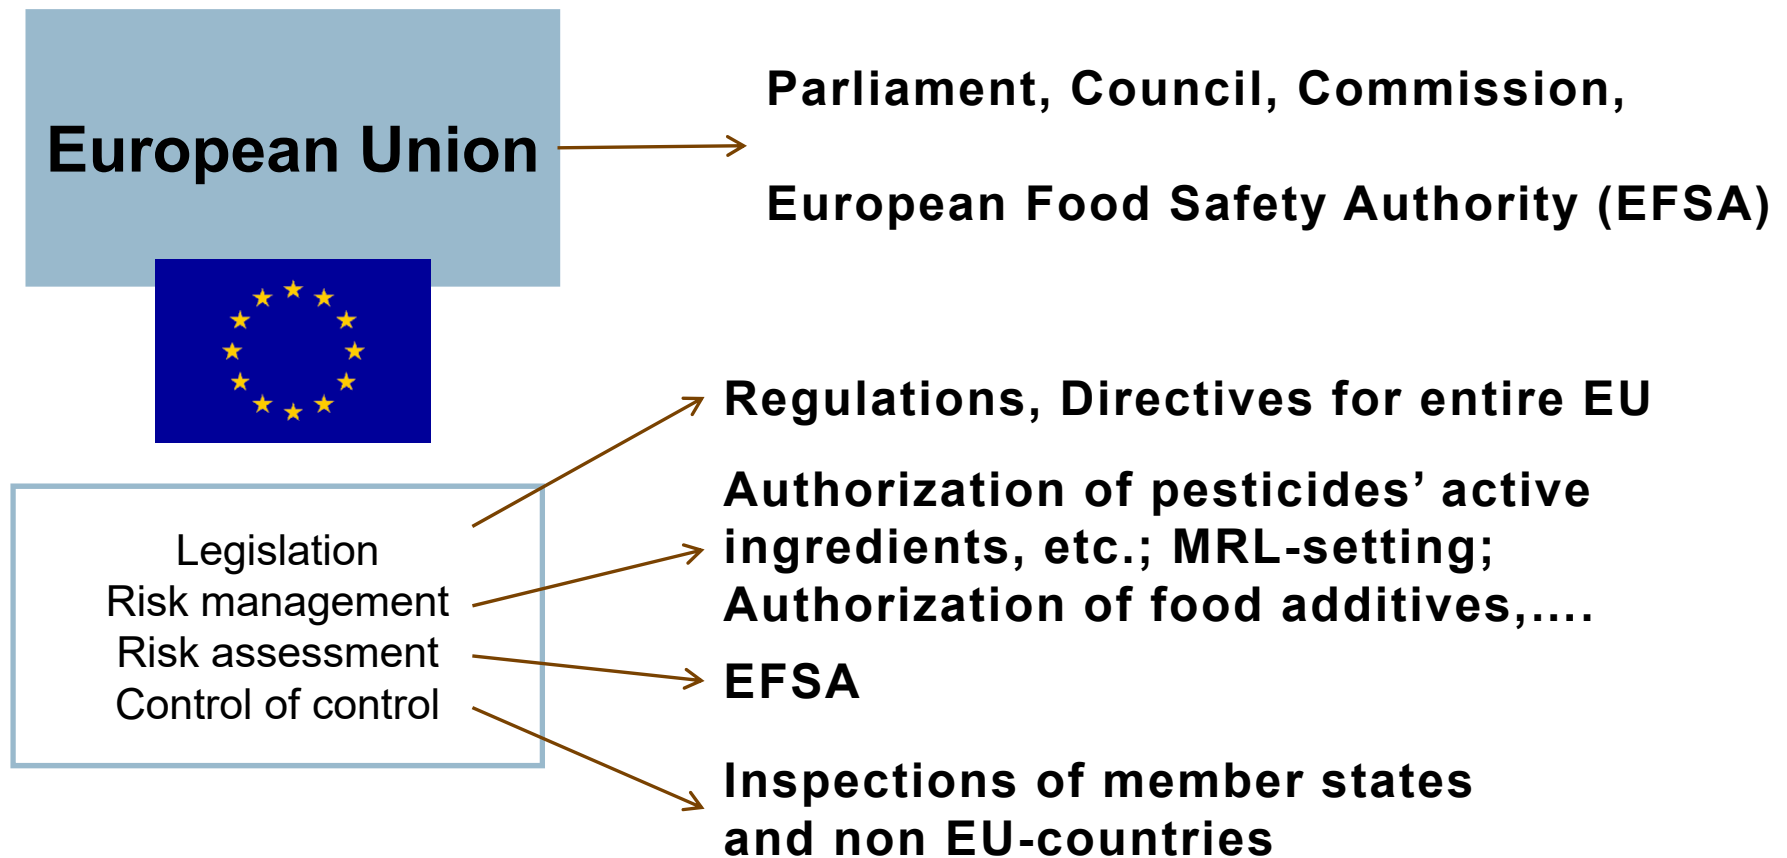 European Union
Parliament, Council, Commission,
European Food Safety Authority (EFSA)
Legislation
Risk management
Risk assessment
Control of control
Regulations, Directives for entire EU
Authorization of pesticides’ active
ingredients, etc.; MRL-setting;
Authorization of food additives,....
EFSA
Inspections of member states
and non EU-countries